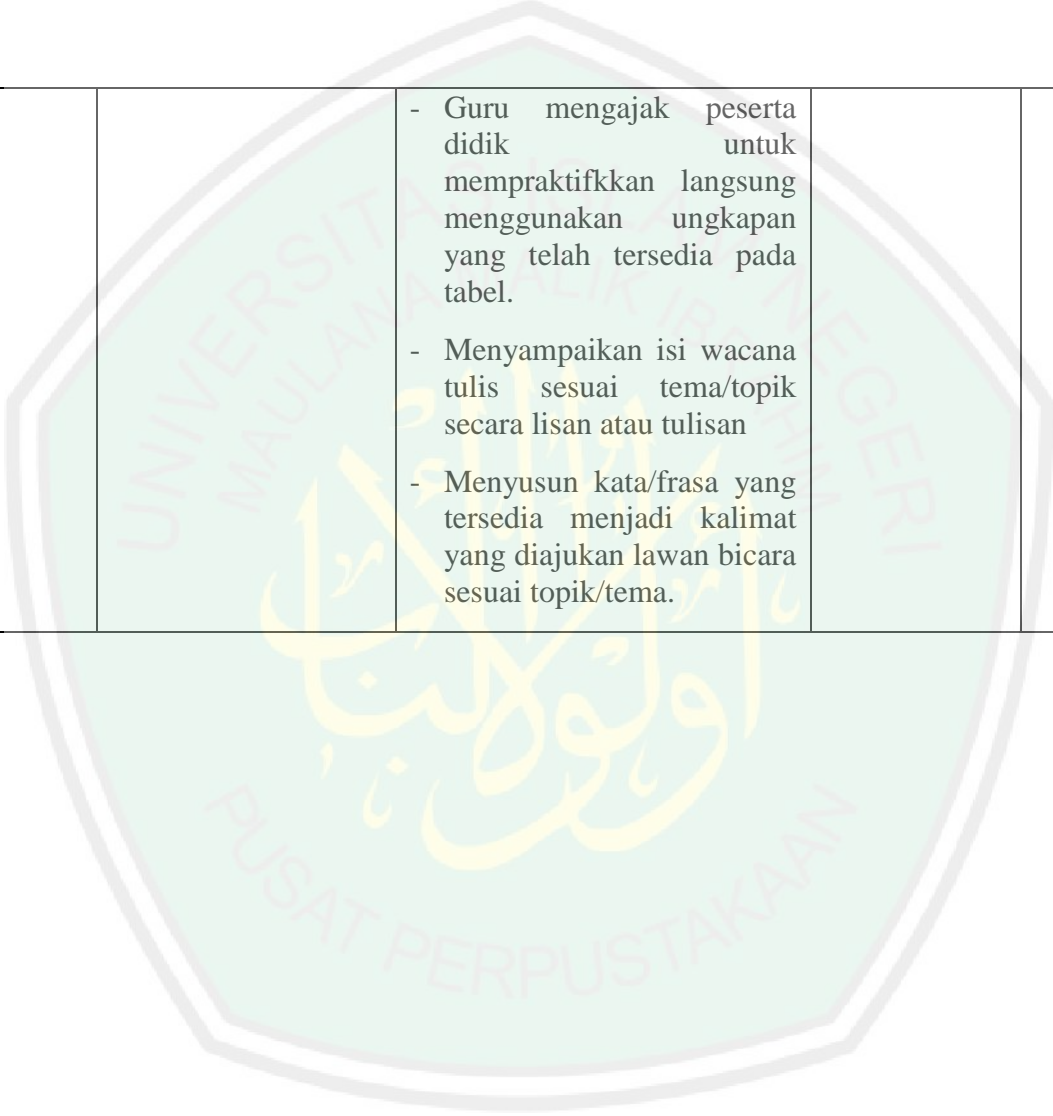 - Guru mengajak peserta
didik untuk
mempraktifkkan langsung
menggunakan ungkapan
yang telah tersedia pada
tabel.
- Menyampaikan isi wacana
tulis sesuai tema/topik
secara lisan atau tulisan
- Menyusun kata/frasa yang
tersedia menjadi kalimat
yang diajukan lawan bicara
sesuai topik/tema.
UNIVERSITAS ISLAM NEGERI
MAULANA MALIK IBRAHIM
PUSAT PERPUSTAKAAN